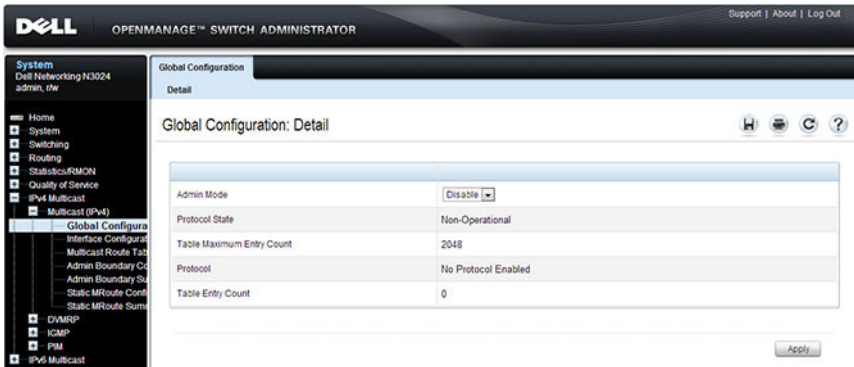 Support | About | Log Out
DELL OPENMANAGE™ SWITCH ADMINISTRATOR
System
Dell Networking N3024
admin, r/w
Home
System
Switching
Routing
Statistics/RMON
Quality of Service
IPv4 Multicast
Multicast (IPv4)
Global Configura
Interface Configurat
Multicast Route Tab
Admin Boundary Co
Admin Boundary Su
Static MRoute Confi
Static MRoute Summ
DVMRP
IGMP
PIM
IPv6 Multicast
Global Configuration
Detail
Global Configuration: Detail
Admin Mode Disable
Protocol State Non-Operational
Table Maximum Entry Count 2048
Protocol No Protocol Enabled
Table Entry Count 0
Apply